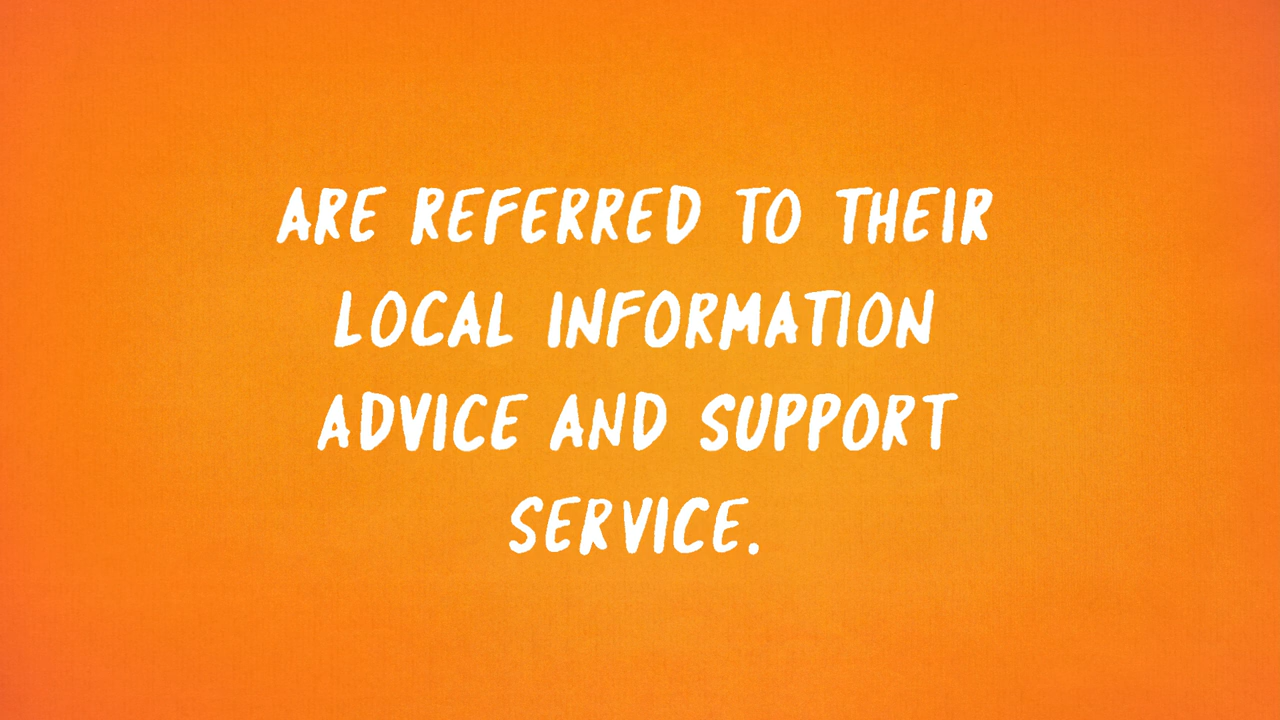 ARE REFERRED TO THEIR
LOCAL INFORMATION
ADVICE AND SUPPORT
SERVICE.